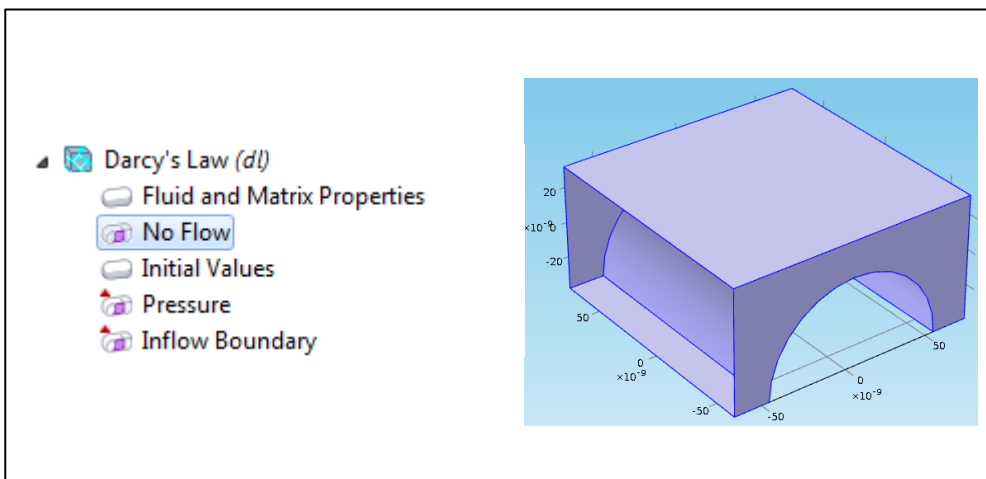 Darcy's Law (dl)
Fluid and Matrix Properties
No Flow
Initial Values
Pressure
Inflow Boundary
20
×10⁻⁹ 0
-20
50
0
×10⁻⁹
-50
-50
0
×10⁻⁹
50